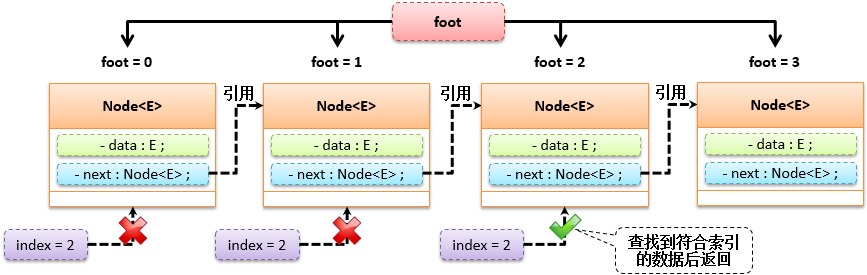 foot
foot = 0
foot = 1
foot = 2
foot = 3
Node<E>
引用
Node<E>
引用
Node<E>
引用
Node<E>
- data : E ;
- data : E ;
- data : E ;
- data : E ;
- next : Node<E> ;
- next : Node<E> ;
- next : Node<E> ;
- next : Node<E> ;
index = 2
index = 2
index = 2
查找到符合索引
的数据后返回